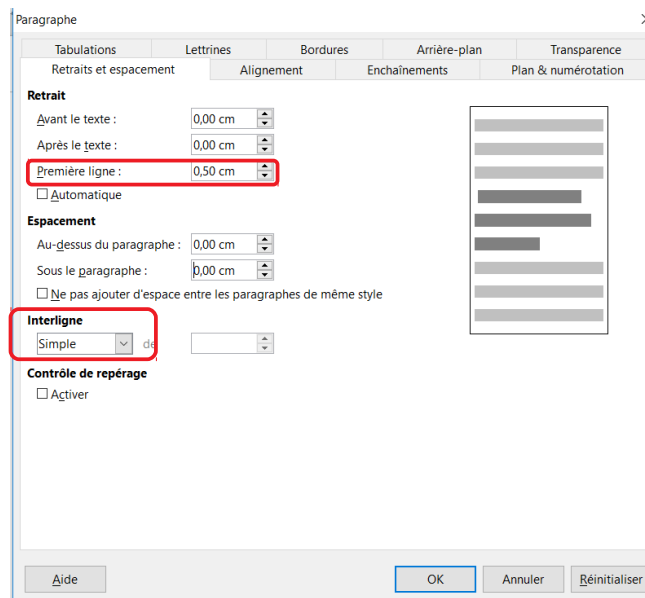 Paragraphe
Tabulations Lettrines Bordures Arrière-plan Transparence
Retraits et espacement Alignement Enchaînements Plan & numérotation
Retrait
Avant le texte : 0,00 cm
Après le texte : 0,00 cm
Première ligne : 0,50 cm
Automatique
Espacement
Au-dessus du paragraphe : 0,00 cm
Sous le paragraphe : 0,00 cm
Ne pas ajouter d'espace entre les paragraphes de même style
Interligne
Simple de
Contrôle de repérage
Activer
Aide OK Annuler Réinitialiser